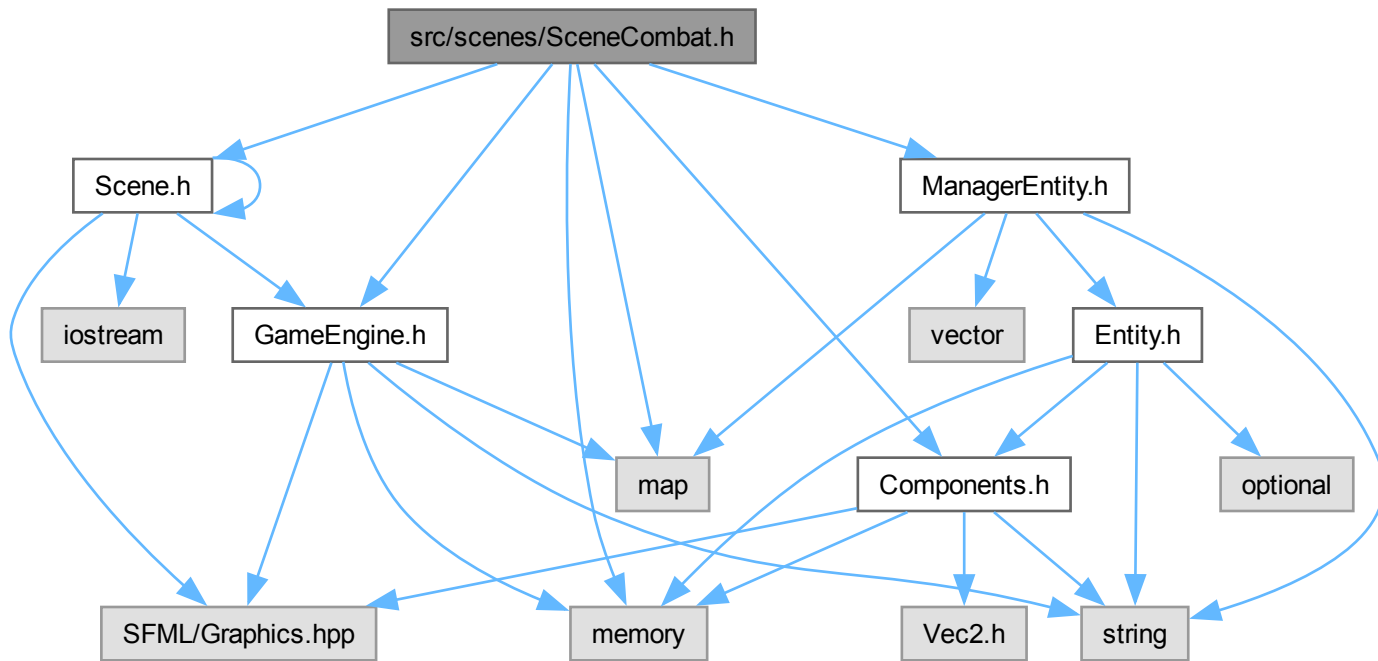 src/scenes/SceneCombat.h
Scene.h
ManagerEntity.h
iostream
GameEngine.h
vector
Entity.h
map
Components.h
optional
SFML/Graphics.hpp
memory
Vec2.h
string